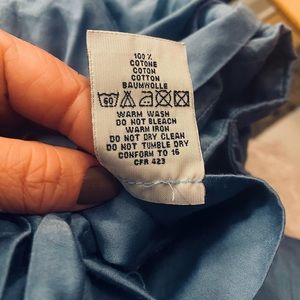 100 %
COTONE
COTON
COTTON
BAUMWOLLE
60
WARM WASH
DO NOT BLEACH
WARM IRON
DO NOT DRY CLEAN
DO NOT TUMBLE DRY
CONFORM TO 16
CFR 423